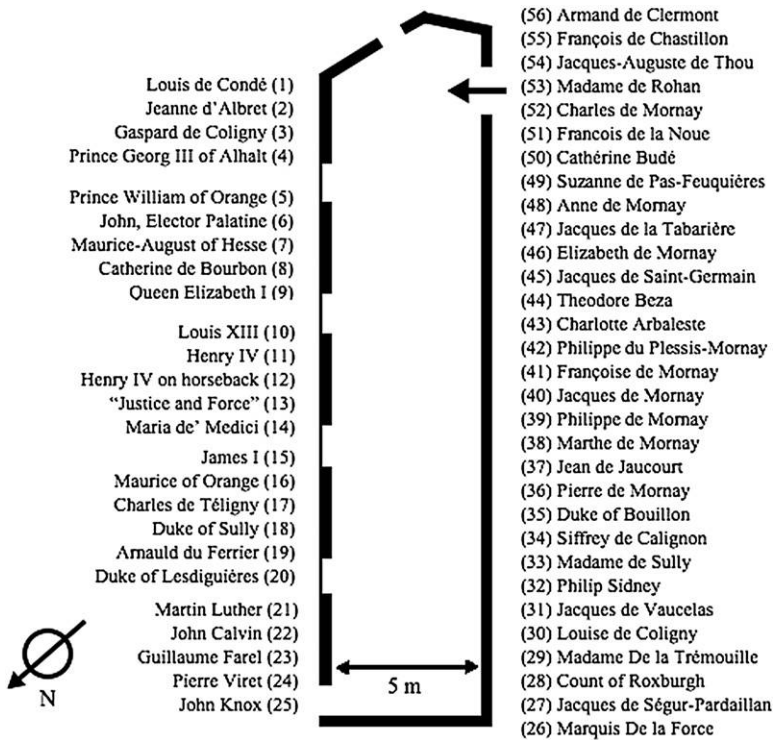 Louis de Condé (1)
Jeanne d'Albret (2)
Gaspard de Coligny (3)
Prince Georg III of Alhalt (4)
Prince William of Orange (5)
John, Elector Palatine (6)
Maurice-August of Hesse (7)
Catherine de Bourbon (8)
Queen Elizabeth I (9)
Louis XIII (10)
Henry IV (11)
Henry IV on horseback (12)
"Justice and Force" (13)
Maria de' Medici (14)
James I (15)
Maurice of Orange (16)
Charles de Téligny (17)
Duke of Sully (18)
Arnauld du Ferrier (19)
Duke of Lesdiguières (20)
Martin Luther (21)
John Calvin (22)
Guillaume Farel (23)
Pierre Viret (24)
John Knox (25)
N
5 m
(56) Armand de Clermont
(55) François de Chastillon
(54) Jacques-Auguste de Thou
(53) Madame de Rohan
(52) Charles de Mornay
(51) Francois de la Noue
(50) Cathérine Budé
(49) Suzanne de Pas-Feuquières
(48) Anne de Mornay
(47) Jacques de la Tabarière
(46) Elizabeth de Mornay
(45) Jacques de Saint-Germain
(44) Theodore Beza
(43) Charlotte Arbaleste
(42) Philippe du Plessis-Mornay
(41) Françoise de Mornay
(40) Jacques de Mornay
(39) Philippe de Mornay
(38) Marthe de Mornay
(37) Jean de Jaucourt
(36) Pierre de Mornay
(35) Duke of Bouillon
(34) Siffrey de Calignon
(33) Madame de Sully
(32) Philip Sidney
(31) Jacques de Vaucelas
(30) Louise de Coligny
(29) Madame De la Trémouille
(28) Count of Roxburgh
(27) Jacques de Ségur-Pardaillan
(26) Marquis De la Force